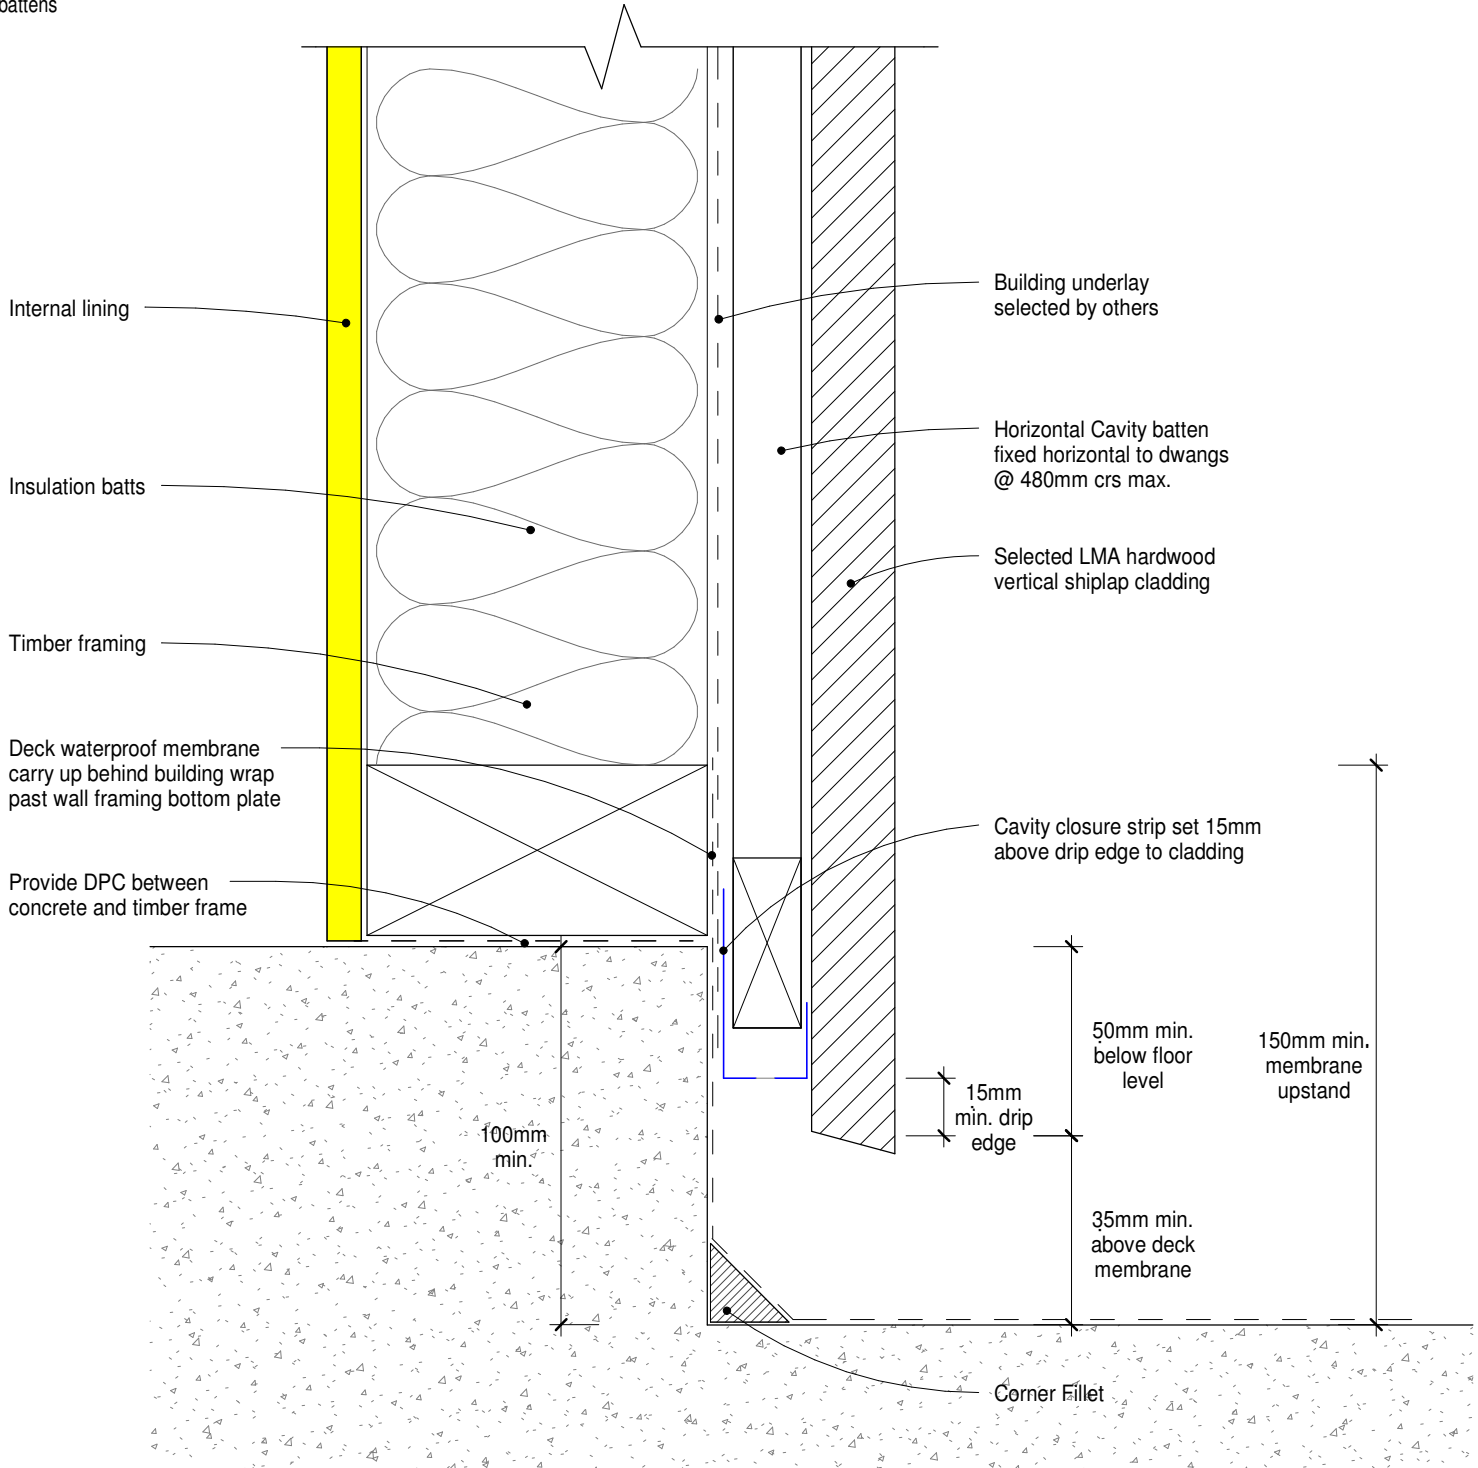 battens
Internal lining
Insulation batts
Timber framing
Deck waterproof membrane
carry up behind building wrap
past wall framing bottom plate
Provide DPC between
concrete and timber frame
Building underlay
selected by others
Horizontal Cavity batten
fixed horizontal to dwangs
@ 480mm crs max.
Selected LMA hardwood
vertical shiplap cladding
Cavity closure strip set 15mm
above drip edge to cladding
50mm min.
below floor
level
150mm min.
membrane
upstand
15mm
min. drip
edge
100mm
min.
35mm min.
above deck
membrane
Corner Fillet